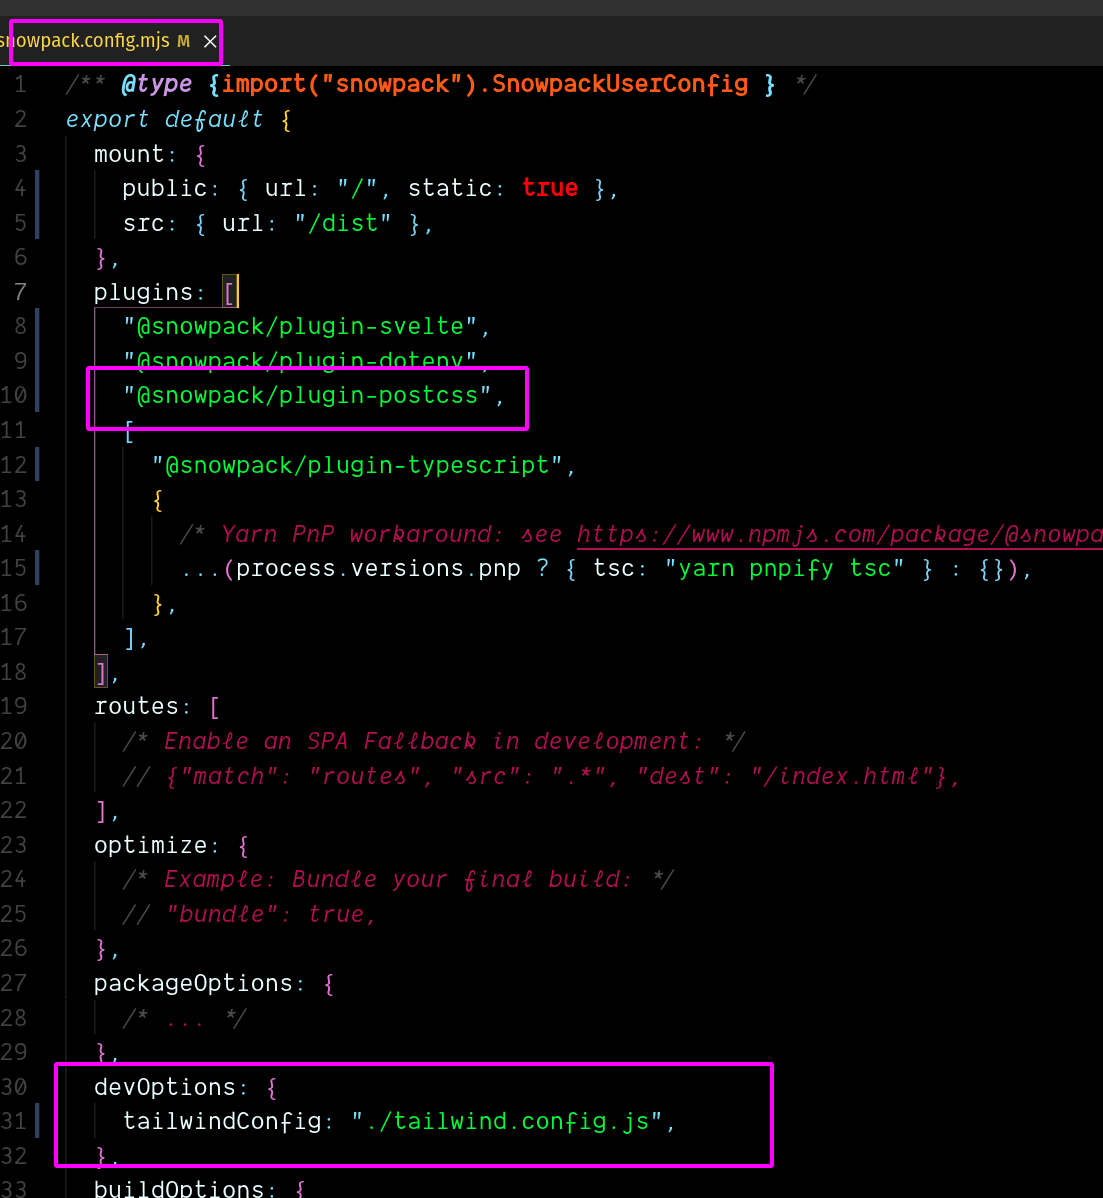 snowpack.config.mjs M ×
1 /** @type {import("snowpack").SnowpackUserConfig } */
2 export default {
3 mount: {
4 public: { url: "/", static: true },
5 src: { url: "/dist" },
6 },
7 plugins: [
8 "@snowpack/plugin-svelte",
9 "@snowpack/plugin-dotenv",
10 "@snowpack/plugin-postcss",
11 [
12 "@snowpack/plugin-typescript",
13 {
14 /* Yarn PnP workaround: see https://www.npmjs.com/package/@snowpa
15 ...(process.versions.pnp ? { tsc: "yarn pnpify tsc" } : {}),
16 },
17 ],
18 ],
19 routes: [
20 /* Enable an SPA Fallback in development: */
21 // {"match": "routes", "src": ".*", "dest": "/index.html"},
22 ],
23 optimize: {
24 /* Example: Bundle your final build: */
25 // "bundle": true,
26 },
27 packageOptions: {
28 /* ... */
29 },
30 devOptions: {
31 tailwindConfig: "./tailwind.config.js",
32 },
33 buildOptions: {